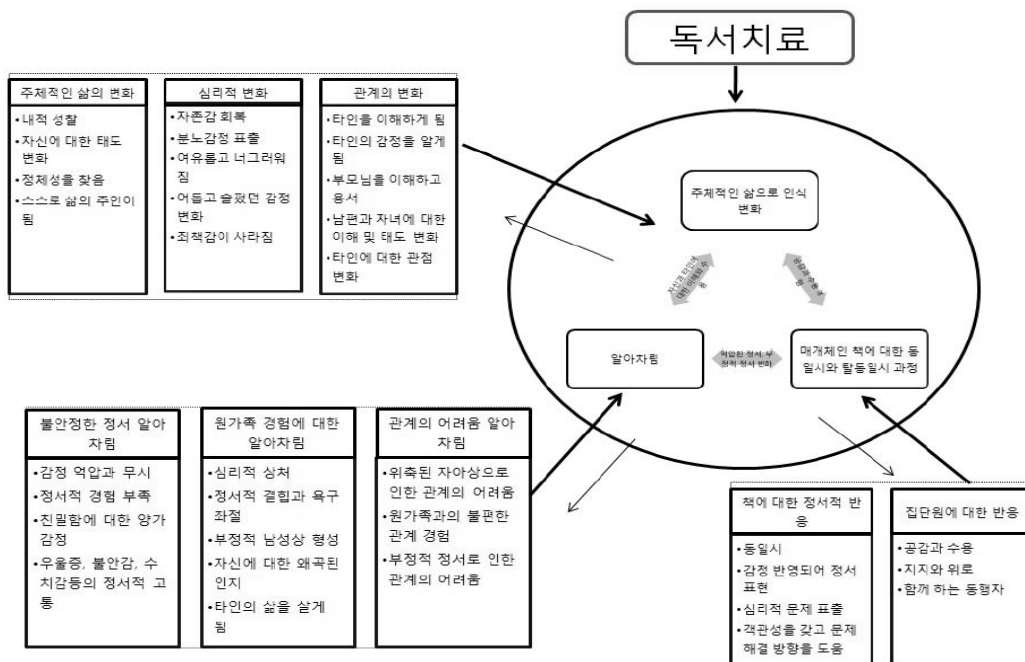 독서치료
주체적인 삶의 변화
•내적 성찰
•자신에 대한 태도
변화
•정체성을 찾음
•스스로 삶의 주인이
됨
심리적 변화
•자존감 회복
•분노감정 표출
•여유롭고 너그러워
짐
•어둡고 슬펐던 감정
변화
•죄책감이 사라짐
관계의 변화
•타인을 이해하게 됨
•타인의 감정을 알게
됨
•부모님을 이해하고
용서
•남편과 자녀에 대한
이해 및 태도 변화
•타인에 대한 관점
변화
주체적인 삶으로 인식
변화
자신과 타인에
대한 이해와 수
용
공감과 수용 경
험
알아차림
억압된 정서, 부
정적 정서 변화
매개체인 책에 대한 동
일시와 탈동일시 과정
불안정한 정서 알아
차림
•감정 억압과 무시
•정서적 경험 부족
•친밀함에 대한 양가
감정
•우울증, 불안감, 수
치감등의 정서적 고
통
원가족 경험에 대한
알아차림
•심리적 상처
•정서적 결핍과 욕구
좌절
•부정적 남성상 형성
•자신에 대한 왜곡된
인지
•타인의 삶을 살게
됨
관계의 어려움 알아
차림
•위축된 자아상으로
인한 관계의 어려움
•원가족과의 불편한
관계 경험
•부정적 정서로 인한
관계의 어려움
책에 대한 정서적 반
응
•동일시
•감정 반영되어 정서
표현
•심리적 문제 표출
•객관성을 갖고 문제
해결 방향을 도움
집단원에 대한 반응
•공감과 수용
•지지와 위로
•함께 하는 동행자